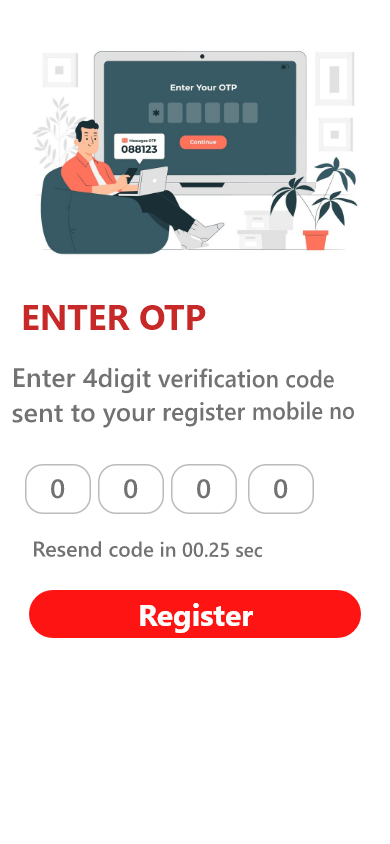 Enter Your OTP
*
Messages OTP
088123
Continue
ENTER OTP
Enter 4digit verification code
sent to your register mobile no
0 0 0 0
Resend code in 00.25 sec
Register